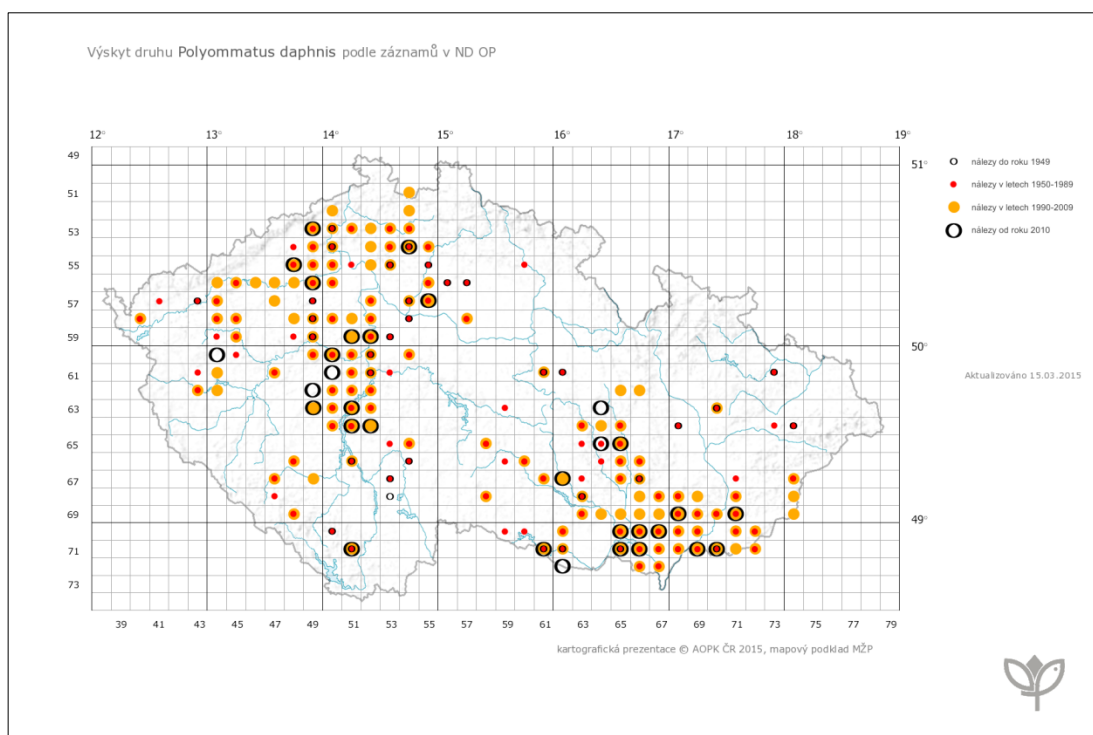 Výskyt druhu Polyommatus daphnis podle záznamů v ND OP
12° 13° 14° 15° 16° 17° 18° 19°
49
51°
51
53
55
57
59
50°
61
63
65
67
69
49°
71
73
39 41 43 45 47 49 51 53 55 57 59 61 63 65 67 69 71 75 77 79
nálezy do roku 1949
nálezy v letech 1950-1989
nálezy v letech 1990-2009
nálezy od roku 2010
Aktualizováno 15.03.2015
kartografická prezentace © AOPK ČR 2015, mapový podklad MŽP